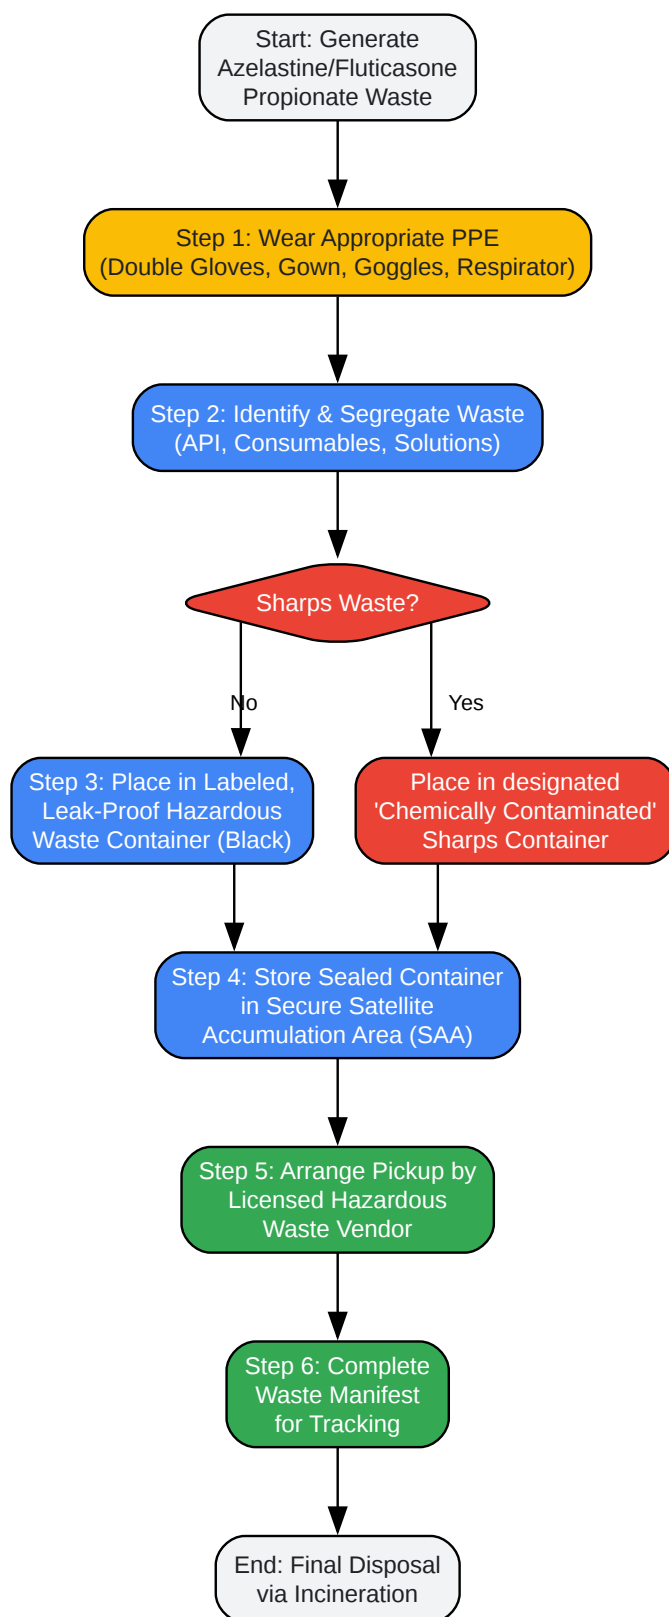 Start: Generate
Azelastine/Fluticasone
Propionate Waste
Step 1: Wear Appropriate PPE
(Double Gloves, Gown, Goggles, Respirator)
Step 2: Identify & Segregate Waste
(API, Consumables, Solutions)
Sharps Waste?
No
Yes
Step 3: Place in Labeled,
Leak-Proof Hazardous
Waste Container (Black)
Place in designated
'Chemically Contaminated'
Sharps Container
Step 4: Store Sealed Container
in Secure Satellite
Accumulation Area (SAA)
Step 5: Arrange Pickup by
Licensed Hazardous
Waste Vendor
Step 6: Complete
Waste Manifest
for Tracking
End: Final Disposal
via Incineration